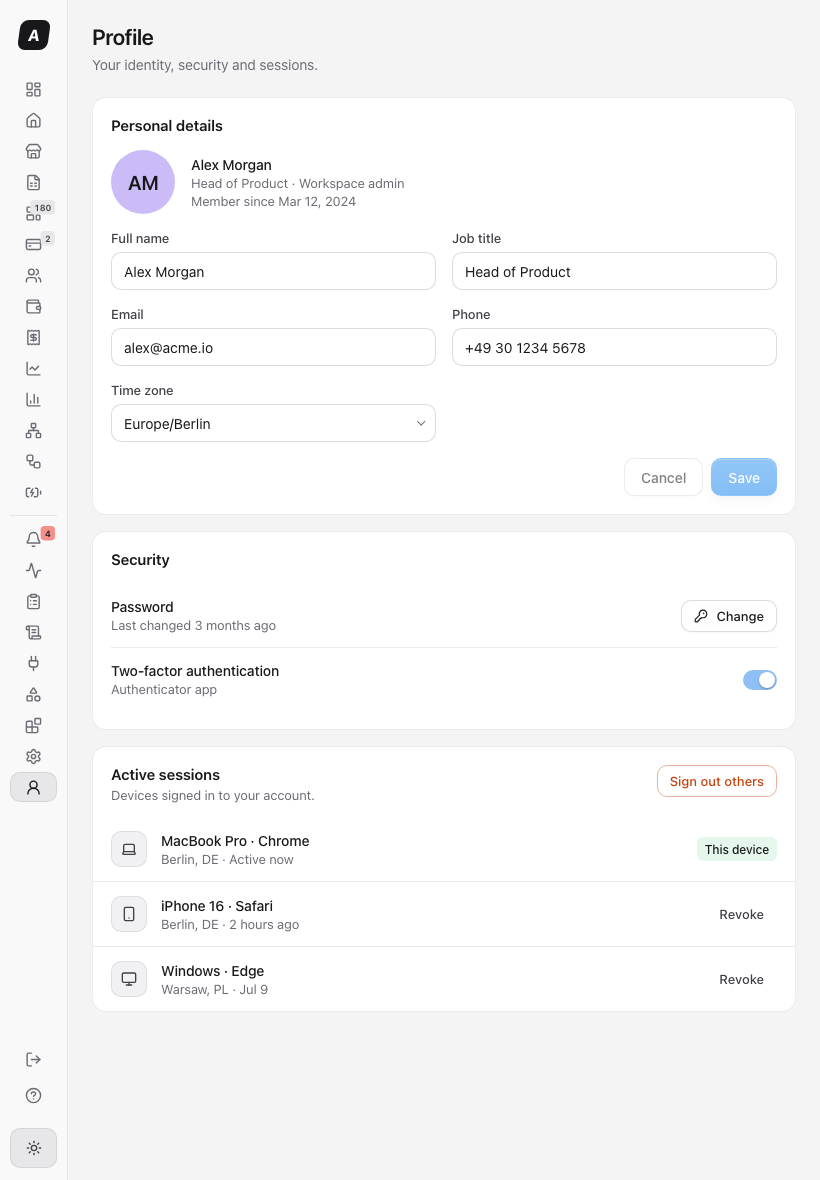 A
Profile
Your identity, security and sessions.
180
2
4
Personal details
AM
Alex Morgan
Head of Product · Workspace admin
Member since Mar 12, 2024
Full name
Alex Morgan
Job title
Head of Product
Email
alex@acme.io
Phone
+49 30 1234 5678
Time zone
Europe/Berlin
Cancel
Save
Security
Password
Last changed 3 months ago
Change
Two-factor authentication
Authenticator app
Active sessions
Devices signed in to your account.
Sign out others
MacBook Pro · Chrome
Berlin, DE · Active now
This device
iPhone 16 · Safari
Berlin, DE · 2 hours ago
Revoke
Windows · Edge
Warsaw, PL · Jul 9
Revoke